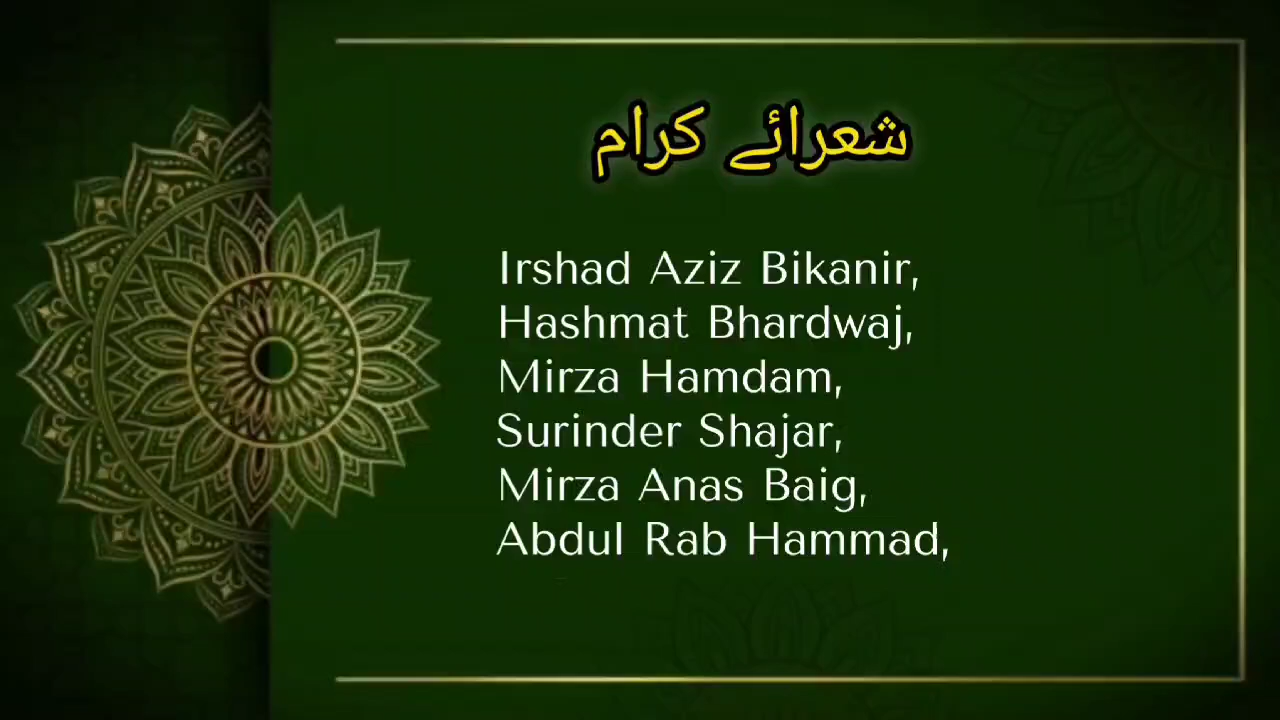 شعرائے کرام
Irshad Aziz Bikanir,
Hashmat Bhardwaj,
Mirza Hamdam,
Surinder Shajar,
Mirza Anas Baig,
Abdul Rab Hammad,